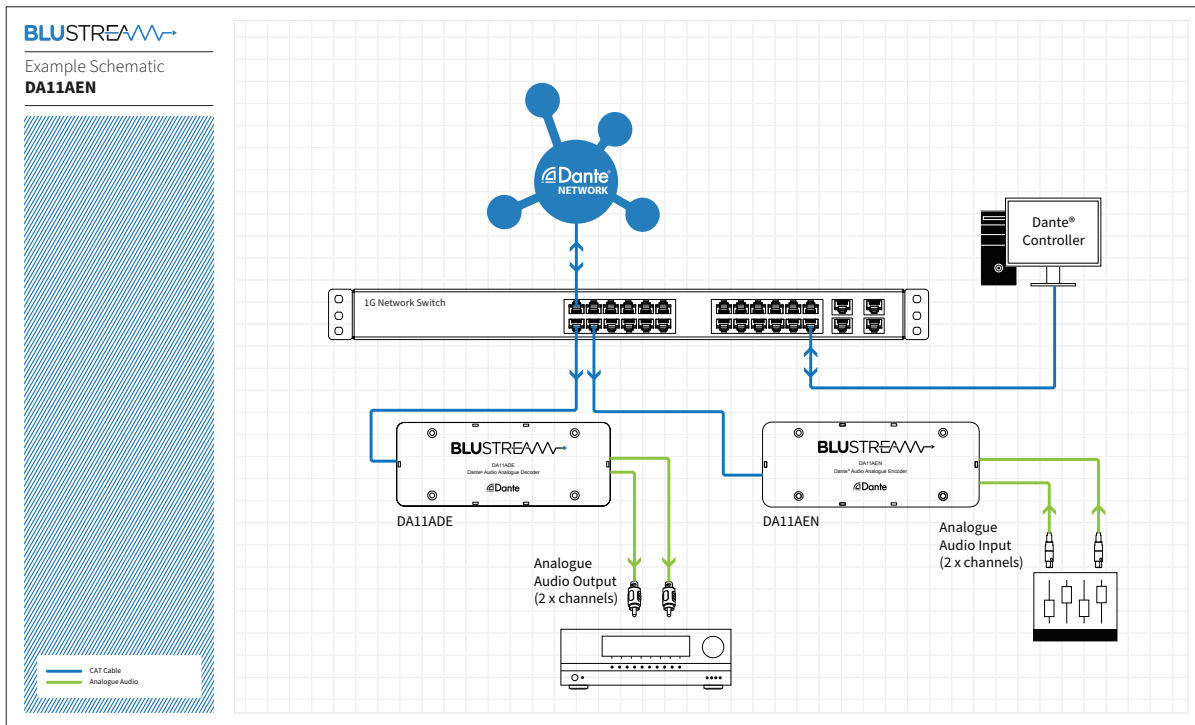 BLUSTREAM
Example Schematic
DA11AEN
Dante®
NETWORK
Dante®
Controller
1G Network Switch
BLUSTREAM
DA11ADE
Dante® Audio Analogue Decoder
Dante
DA11ADE
BLUSTREAM
DA11AEN
Dante® Audio Analogue Encoder
Dante
DA11AEN
Analogue
Audio Input
(2 x channels)
Analogue
Audio Output
(2 x channels)
CAT Cable
Analogue Audio